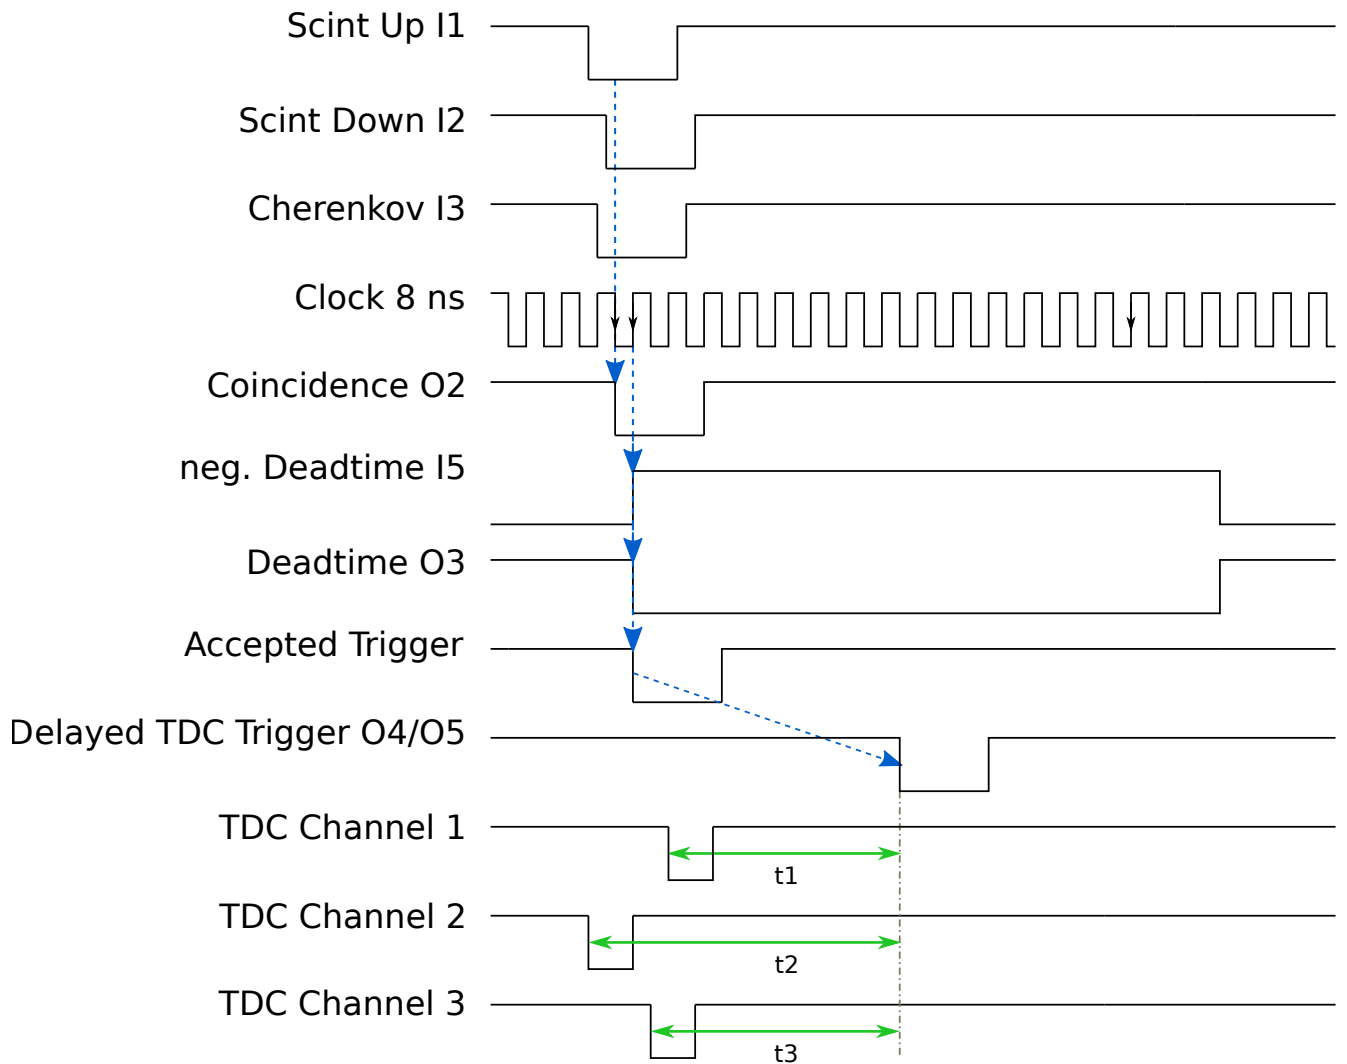 Scint Up I1
Scint Down I2
Cherenkov I3
Clock 8 ns
Coincidence O2
neg. Deadtime I5
Deadtime O3
Accepted Trigger
Delayed TDC Trigger O4/O5
TDC Channel 1
t1
TDC Channel 2
t2
TDC Channel 3
t3